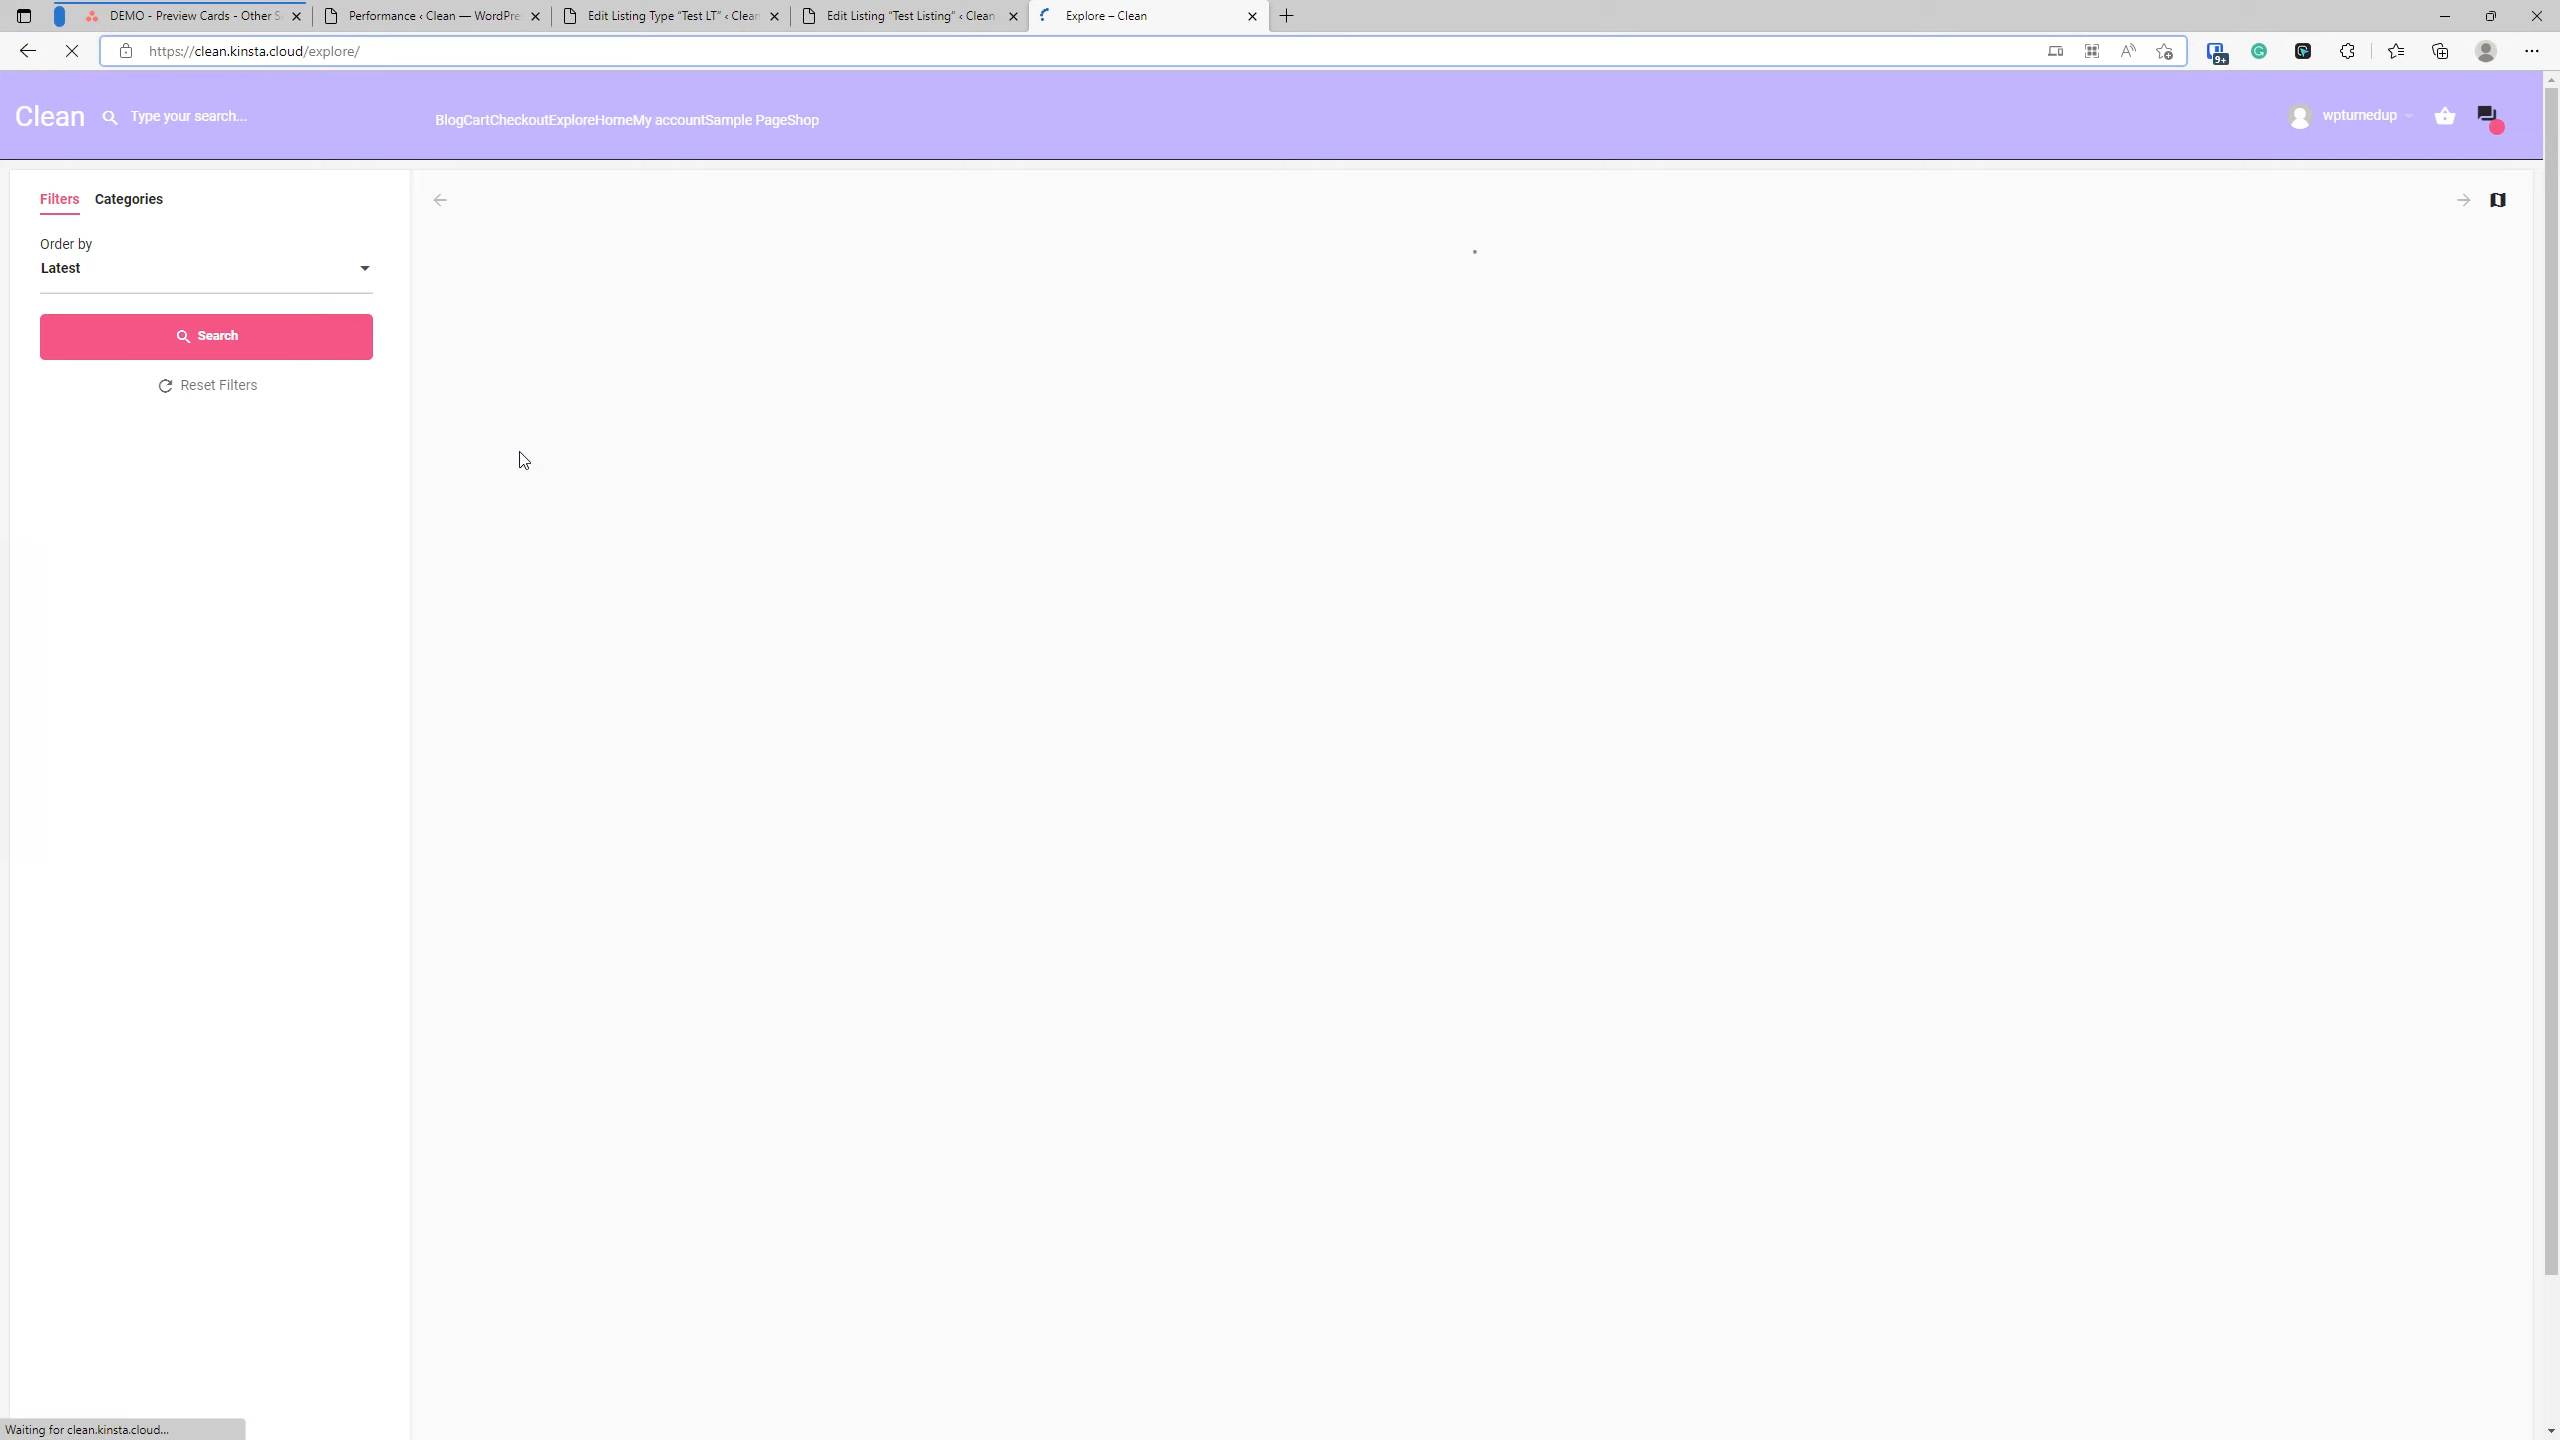 DEMO - Preview Cards - Other S
Performance ‹ Clean — WordPre
Edit Listing Type “Test LT” ‹ Clean
Edit Listing “Test Listing” ‹ Clean
Explore – Clean
https://clean.kinsta.cloud/explore/
9+
Clean
Type your search...
BlogCartCheckoutExploreHomeMy accountSample PageShop
wpturnedup
Filters
Categories
Order by
Latest
Search
Reset Filters
Waiting for clean.kinsta.cloud...